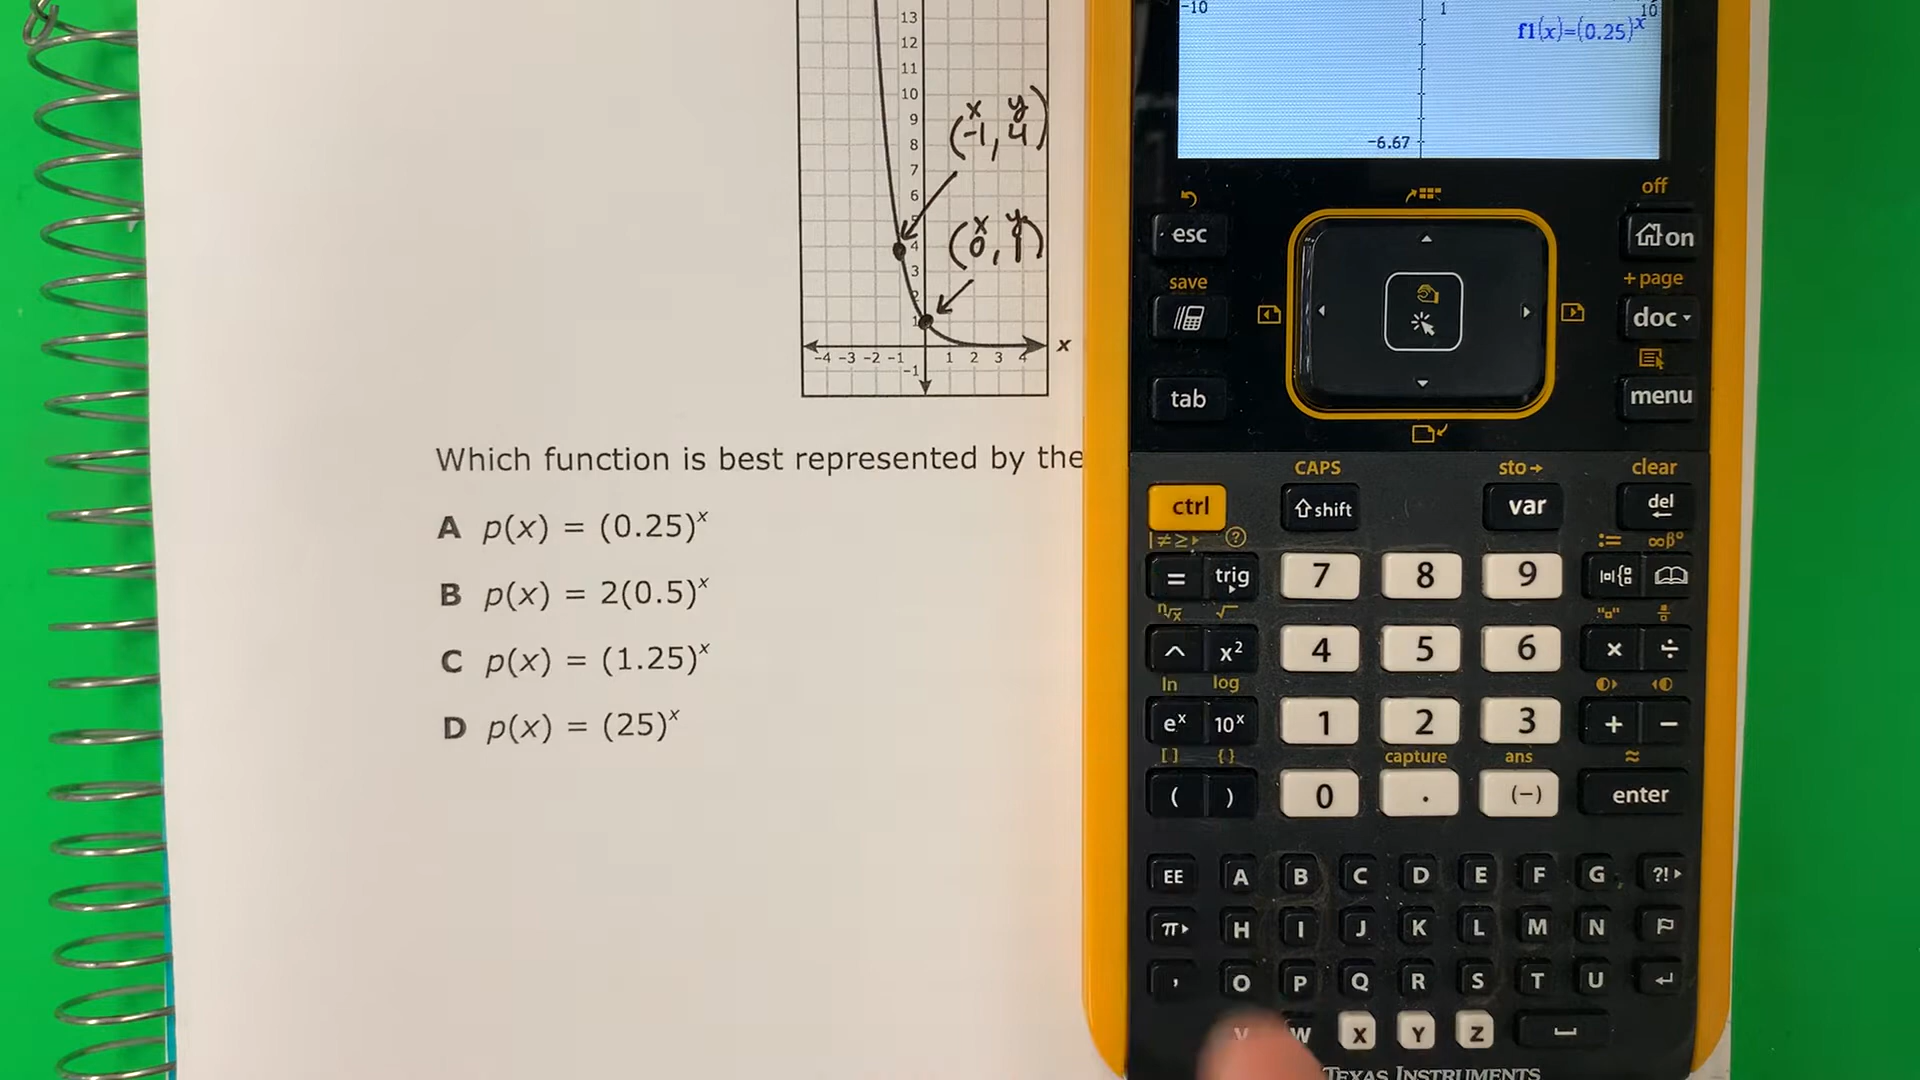 13
12
11
10
9
8
7
6
4
3
2
1
-1
-4 -3 -2 -1 1 2 3 4
x
x y
(-1, 4)
x y
(0, 1)
Which function is best represented by the
A p(x) = (0.25)ˣ
B p(x) = 2(0.5)ˣ
C p(x) = (1.25)ˣ
D p(x) = (25)ˣ
-10 1 10
f1(x)=(0.25)ˣ
-6.67
off
esc
on
save
+page
doc
tab
menu
CAPS sto→ clear
ctrl shift var del
|≠≥▸ ? := ∞β°
= trig 7 8 9
ⁿ√x √
^ x² 4 5 6 × ÷
ln log
eˣ 10ˣ 1 2 3 + −
[ ] { } capture ans ≈
( ) 0 . (−) enter
EE A B C D E F G ?!▸
π▸ H I J K L M N
, O P Q R S T U
V W X Y Z
TEXAS INSTRUMENTS